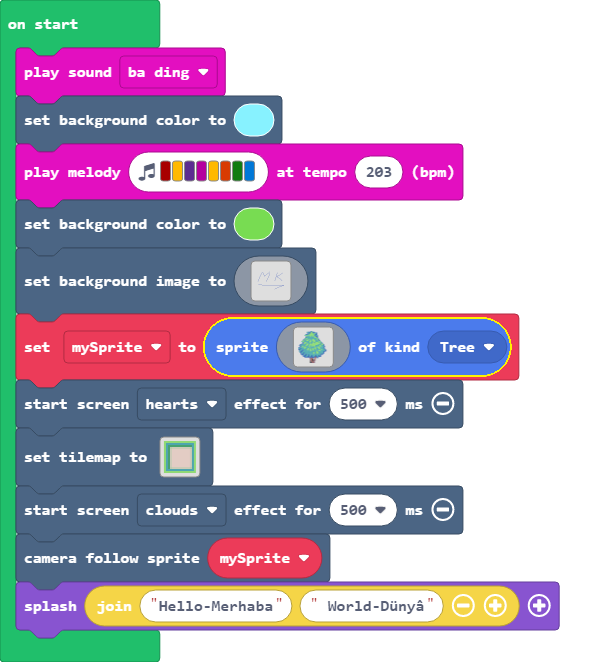 on start
play sound ba ding
set background color to
play melody at tempo 203 (bpm)
set background color to
set background image to MK
set mySprite to sprite of kind Tree
start screen hearts effect for 500 ms
set tilemap to
start screen clouds effect for 500 ms
camera follow sprite mySprite
splash join "Hello-Merhaba" " World-Dünyâ"